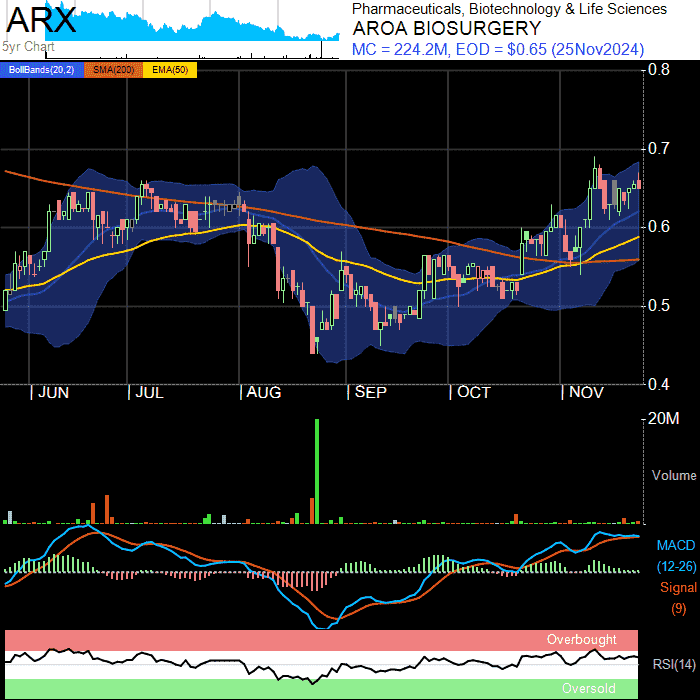 ARX
5yr Chart
Pharmaceuticals, Biotechnology & Life Sciences
AROA BIOSURGERY
MC = 224.2M, EOD = $0.65 (25Nov2024)
BollBands(20,2) SMA(200) EMA(50)
0.8
0.7
0.6
0.5
0.4
| JUN | JUL | AUG | SEP | OCT | NOV
20M
Volume
MACD
(12-26)
Signal
(9)
Overbought
RSI(14)
Oversold